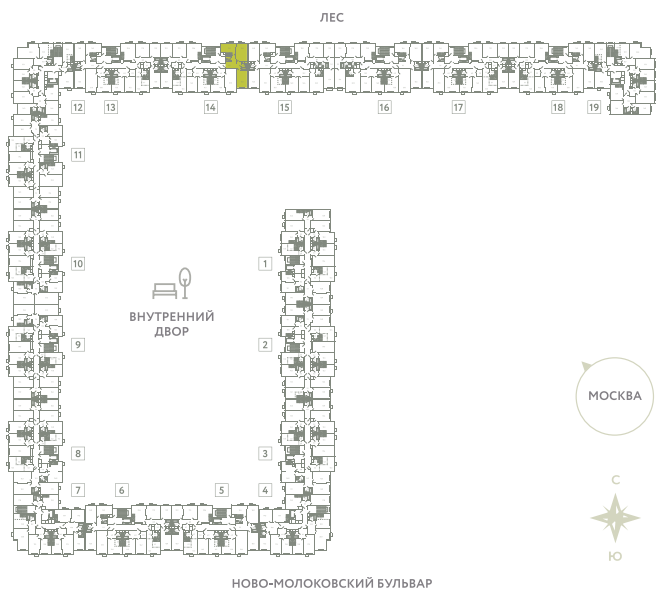 ЛЕС
12 13 14 15 16 17 18 19
11
10 1
ВНУТРЕННИЙ
ДВОР
9 2
МОСКВА
8 3
7 6 5 4
С
Ю
НОВО-МОЛОКОВСКИЙ БУЛЬВАР